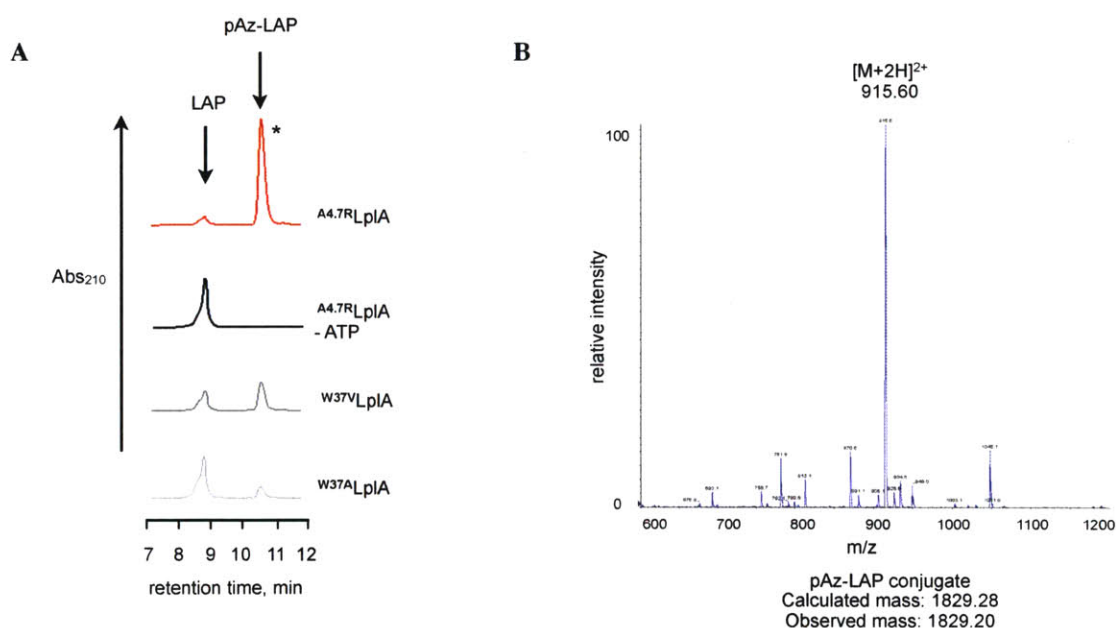 A
pAz-LAP
LAP
*
A4.7RLplA
Abs210
A4.7RLplA
- ATP
W37VLplA
W37ALplA
7 8 9 10 11 12
retention time, min
B
[M+2H]2+
915.60
100
relative intensity
0
600 700 800 900 1000 1100 1200
m/z
pAz-LAP conjugate
Calculated mass: 1829.28
Observed mass: 1829.20